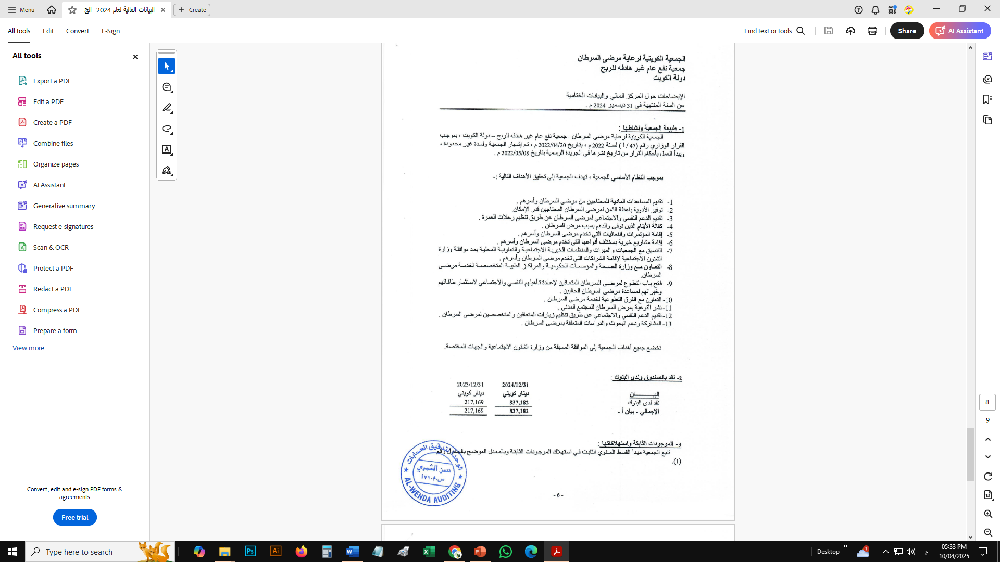 Menu
البيانات المالية لعام 2024- الج..
Create
All tools
Edit
Convert
E-Sign
Find text or tools
Share
AI Assistant
All tools
Export a PDF
Edit a PDF
Create a PDF
Combine files
Organize pages
AI Assistant
Generative summary
Request e-signatures
Scan & OCR
Protect a PDF
Redact a PDF
Compress a PDF
Prepare a form
View more
Convert, edit and e-sign PDF forms &
agreements
Free trial
الجمعية الكويتية لرعاية مرضى السرطان
جمعية نفع عام غير هادفه للربح
دولة الكويت
الإيضاحات حول المركز المالي والبيانات الختامية
عن السنة المنتهية في 31 ديسمبر 2024 م .
1- طبيعة الجمعية ونشاطها :
الجمعية الكويتية لرعاية مرضى السرطان– جمعية نفع عام غير هادفه للربح – دولة الكويت ، بموجب
القرار الوزاري رقم (47 / أ) لسنة 2022 م ، بتاريخ 2022/04/20 م ، تم إشهار الجمعية ولمدة غير محدودة ،
ويبدأ العمل بأحكام القرار من تاريخ نشرها في الجريدة الرسمية بتاريخ 2022/05/08 م .
بموجب النظام الأساسي للجمعية ، تهدف الجمعية إلى تحقيق الأهداف التالية :-
1- تقديم المساعدات المادية للمحتاجين من مرضى السرطان وأسرهم .
2- توفير الأدوية باهظة الثمن لمرضى السرطان المحتاجين قدر الإمكان.
3- تقديم الدعم النفسي والاجتماعي لمرضى السرطان عن طريق تنظيم رحلات العمرة .
4- كفالة الأيتام الذين توفى والدهم بسبب مرض السرطان .
5- إقامة المؤتمرات والفعاليات التي تخدم مرضى السرطان وأسرهم .
6- إقامة مشاريع خيرية بمختلف أنواعها التي تخدم مرضى السرطان وأسرهم .
7- التنسيق مع الجمعيات والمبرات والمنظمات الخيرية الاجتماعية والتعاونية المحلية بعد موافقة وزارة
الشئون الاجتماعية لإقامة الشراكات التي تخدم مرضى السرطان وأسرهم .
8- التعاون مع وزارة الصحة والمؤسسات الحكومية والمراكز الطبية المتخصصة لخدمة مرضى
السرطان.
9- فتح باب التطوع لمرضى السرطان المتعافين لإعادة تأهيلهم النفسي والاجتماعي لاستثمار طاقاتهم
وخبراتهم لمساعدة مرضى السرطان الحاليين .
10- التعاون مع الفرق التطوعية لخدمة مرضى السرطان .
11- نشر التوعية بمرض السرطان للمجتمع المدني .
12- تقديم الدعم النفسي والاجتماعي عن طريق تنظيم زيارات المتعافين والمتخصصين لمرضى السرطان .
13- المشاركة ودعم البحوث والدراسات المتعلقة بمرضى السرطان .
تخضع جميع أهداف الجمعية إلى الموافقة المسبقة من وزارة الشئون الاجتماعية والجهات المختصة.
2- نقد بالصندوق ولدى البنوك :
2024/12/31 2023/12/31
البيـــــــــان دينار كويتي دينار كويتي
نقد لدى البنوك 837,182 217,169
الإجمالي - بيان أ - 837,182 217,169
3- الموجودات الثابتة واستهلاكاتها :
تتبع الجمعية مبدأ القسط السنوي الثابت في استهلاك الموجودات الثابتة وبالمعدل الموضح بالجدول رقم
(1).
الوحدة لتدقيق الحسابات
حسن الشمري
س.م.١٧١أ
AL-WEHDA AUDITING
- 6 -
8
9
Type here to search
Desktop
ع
05:33 PM
10/04/2025